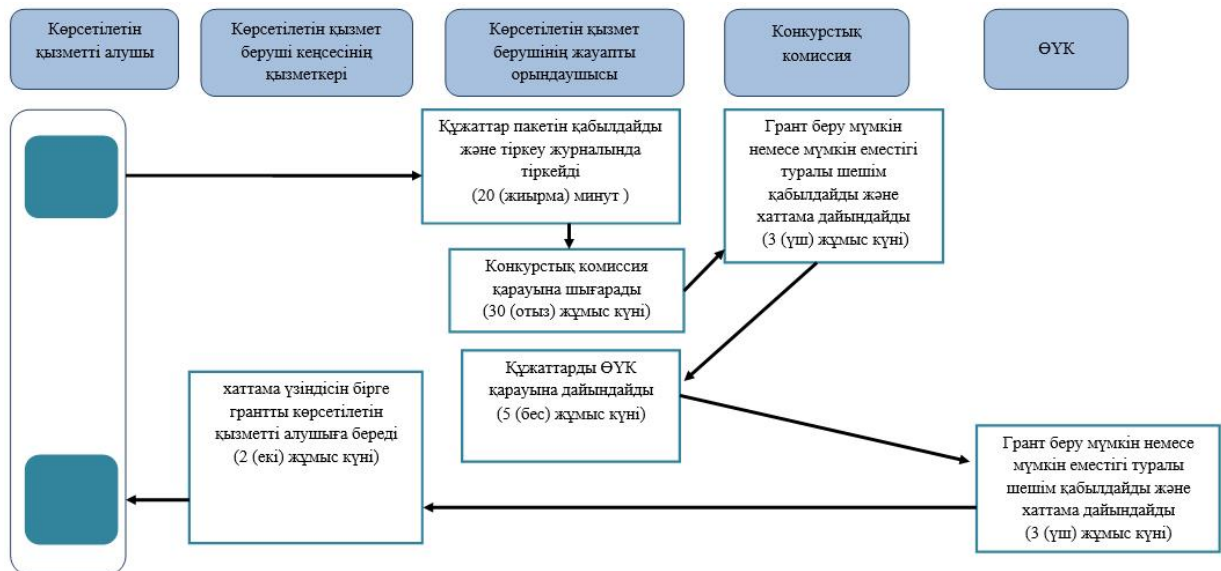 Көрсетілетін
қызметті алушы
Көрсетілетін қызмет
беруші кеңсесінің
қызметкері
Көрсетілетін қызмет
берушінің жауапты
орындаушысы
Конкурстық
комиссия
ӨҮК
Құжаттар пакетін қабылдайды
және тіркеу журналында
тіркейді
(20 (жиырма) минут )
Грант беру мүмкін
немесе мүмкін еместігі
туралы шешім
қабылдайды және
хаттама дайындайды
(3 (үш) жұмыс күні)
Конкурстық комиссия
қарауына шығарады
(30 (отыз) жұмыс күні)
Құжаттарды ӨҮК
қарауына дайындайды
(5 (бес) жұмыс күні)
хаттама үзіндісін бірге
грантты көрсетілетін
қызметті алушыға береді
(2 (екі) жұмыс күні)
Грант беру мүмкін немесе
мүмкін еместігі туралы
шешім қабылдайды және
хаттама дайындайды
(3 (үш) жұмыс күні)